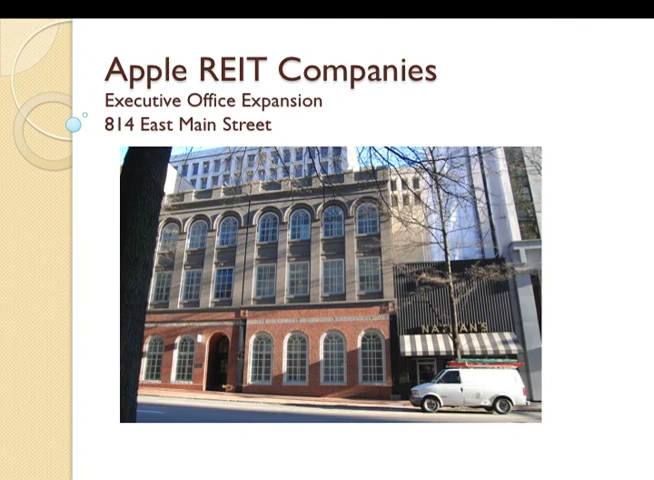 Apple REIT Companies
Executive Office Expansion
814 East Main Street
NATHAN'S